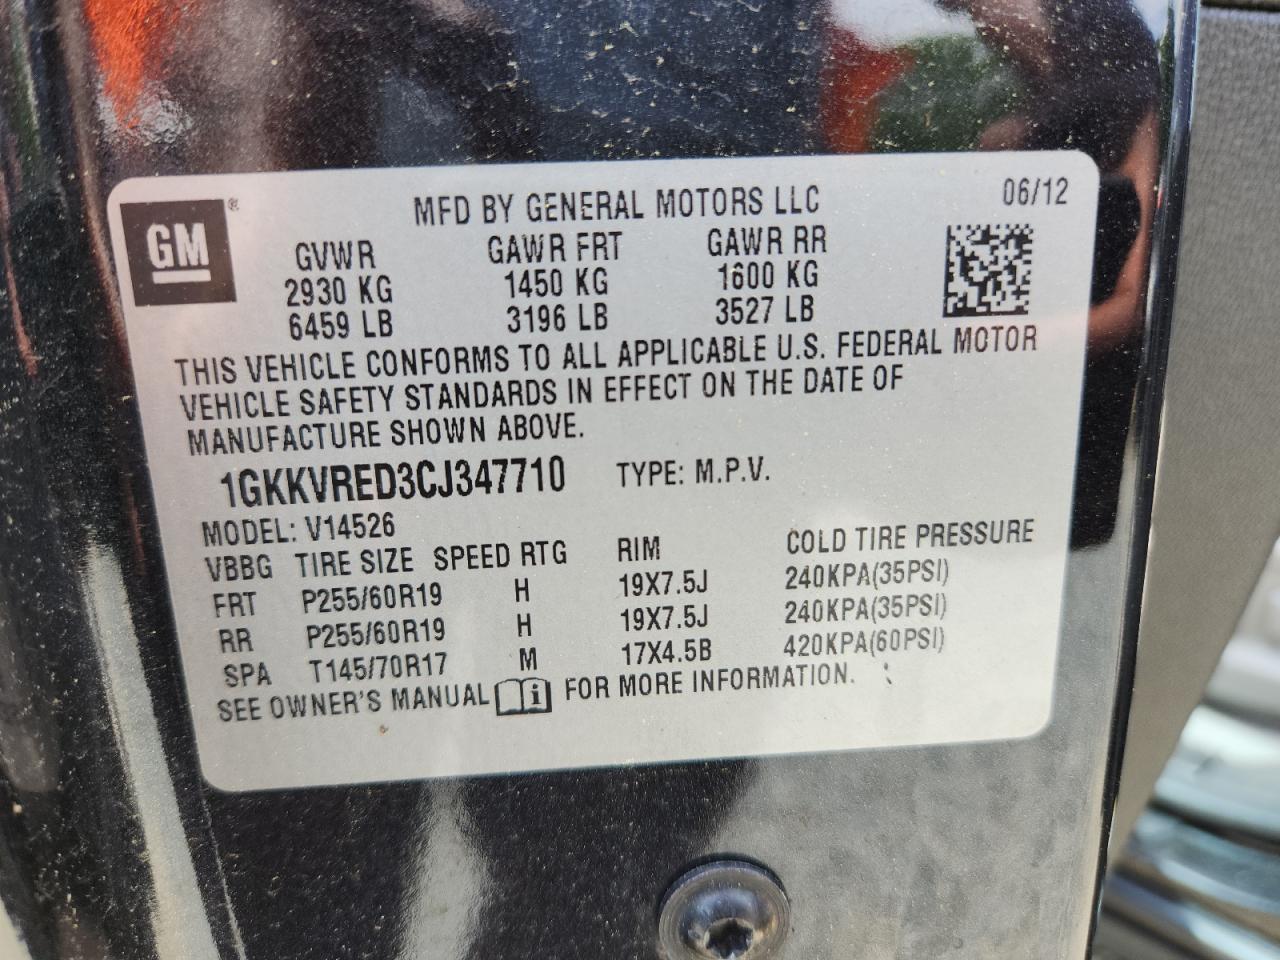 GM ®
MFD BY GENERAL MOTORS LLC 06/12
GVWR GAWR FRT GAWR RR
2930 KG 1450 KG 1600 KG
6459 LB 3196 LB 3527 LB
THIS VEHICLE CONFORMS TO ALL APPLICABLE U.S. FEDERAL MOTOR
VEHICLE SAFETY STANDARDS IN EFFECT ON THE DATE OF
MANUFACTURE SHOWN ABOVE.
1GKKVRED3CJ347710 TYPE: M.P.V.
MODEL: V14526
VBBG TIRE SIZE SPEED RTG RIM COLD TIRE PRESSURE
FRT P255/60R19 H 19X7.5J 240KPA(35PSI)
RR P255/60R19 H 19X7.5J 240KPA(35PSI)
SPA T145/70R17 M 17X4.5B 420KPA(60PSI)
SEE OWNER'S MANUAL i FOR MORE INFORMATION.